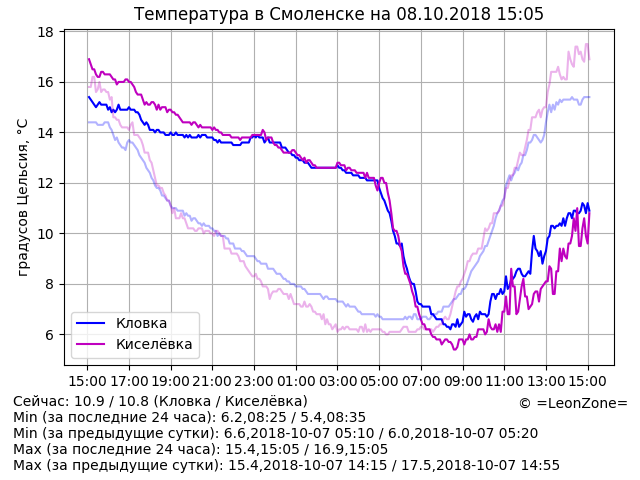 Температура в Смоленске на 08.10.2018 15:05
градусов Цельсия, °C
18
16
14
12
10
8
6
Кловка
Киселёвка
15:00 17:00 19:00 21:00 23:00 01:00 03:00 05:00 07:00 09:00 11:00 13:00 15:00
Сейчас: 10.9 / 10.8 (Кловка / Киселёвка)
© =LeonZone=
Min (за последние 24 часа): 6.2,08:25 / 5.4,08:35
Min (за предыдущие сутки): 6.6,2018-10-07 05:10 / 6.0,2018-10-07 05:20
Max (за последние 24 часа): 15.4,15:05 / 16.9,15:05
Max (за предыдущие сутки): 15.4,2018-10-07 14:15 / 17.5,2018-10-07 14:55